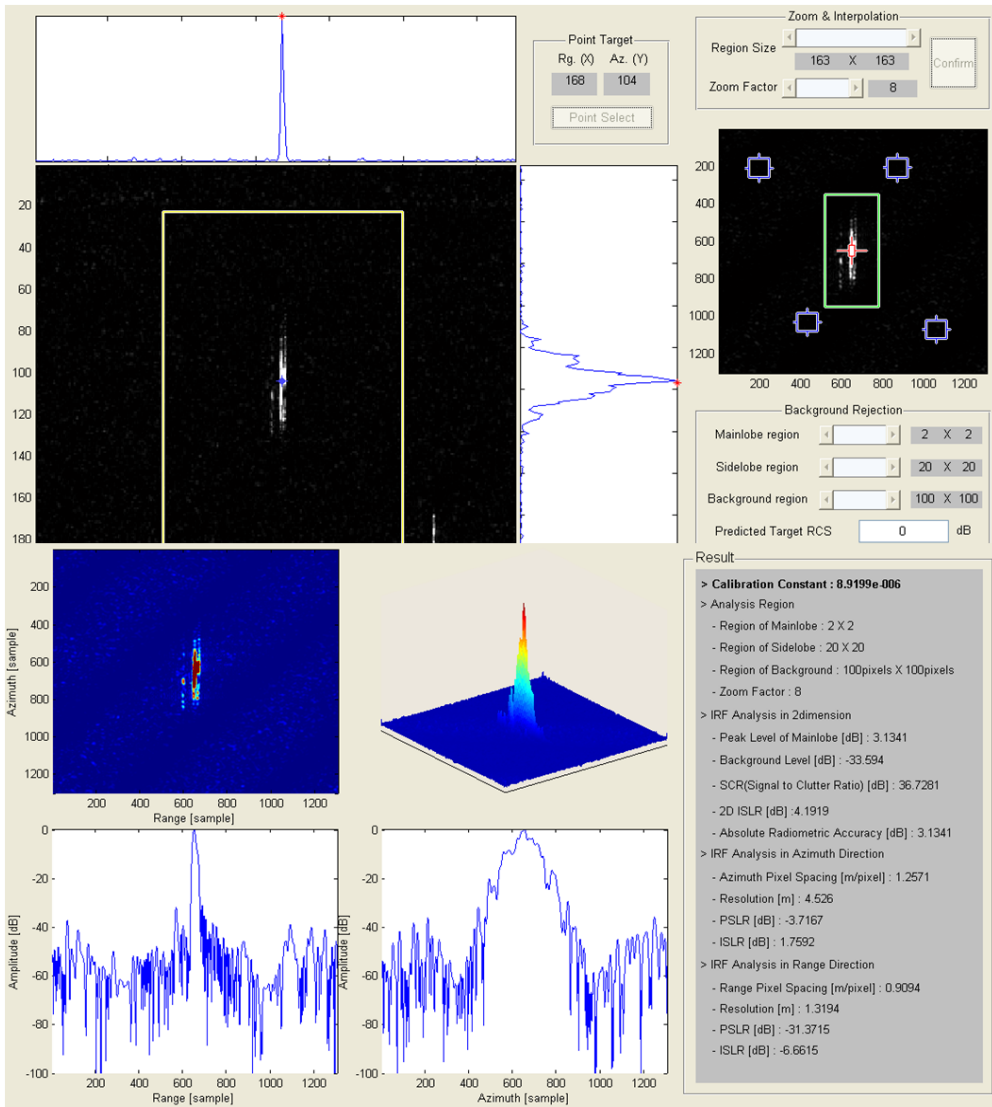 Point Target
Rg. (X) Az. (Y)
168 104
Point Select
Zoom & Interpolation
Region Size
163 X 163
Confirm
Zoom Factor 8
20
40
60
80
100
120
140
160
180
200
400
600
800
1000
1200
200 400 600 800 1000 1200
Background Rejection
Mainlobe region 2 X 2
Sidelobe region 20 X 20
Background region 100 X 100
Predicted Target RCS 0 dB
Azimuth [sample]
200
400
600
800
1000
1200
200 400 600 800 1000 1200
Range [sample]
Amplitude [dB]
0
-20
-40
-60
-80
-100
200 400 600 800 1000 1200
Range [sample]
Amplitude [dB]
0
-20
-40
-60
-80
-100
200 400 600 800 1000 1200
Azimuth [sample]
Result
> Calibration Constant : 8.9199e-006
> Analysis Region
- Region of Mainlobe : 2 X 2
- Region of Sidelobe : 20 X 20
- Region of Background : 100pixels X 100pixels
- Zoom Factor : 8
> IRF Analysis in 2dimension
- Peak Level of Mainlobe [dB] : 3.1341
- Background Level [dB] : -33.594
- SCR(Signal to Clutter Ratio) [dB] : 36.7281
- 2D ISLR [dB] :4.1919
- Absolute Radiometric Accuracy [dB] : 3.1341
> IRF Analysis in Azimuth Direction
- Azimuth Pixel Spacing [m/pixel] : 1.2571
- Resolution [m] : 4.526
- PSLR [dB] : -3.7167
- ISLR [dB] : 1.7592
> IRF Analysis in Range Direction
- Range Pixel Spacing [m/pixel] : 0.9094
- Resolution [m] : 1.3194
- PSLR [dB] : -31.3715
- ISLR [dB] : -6.6615